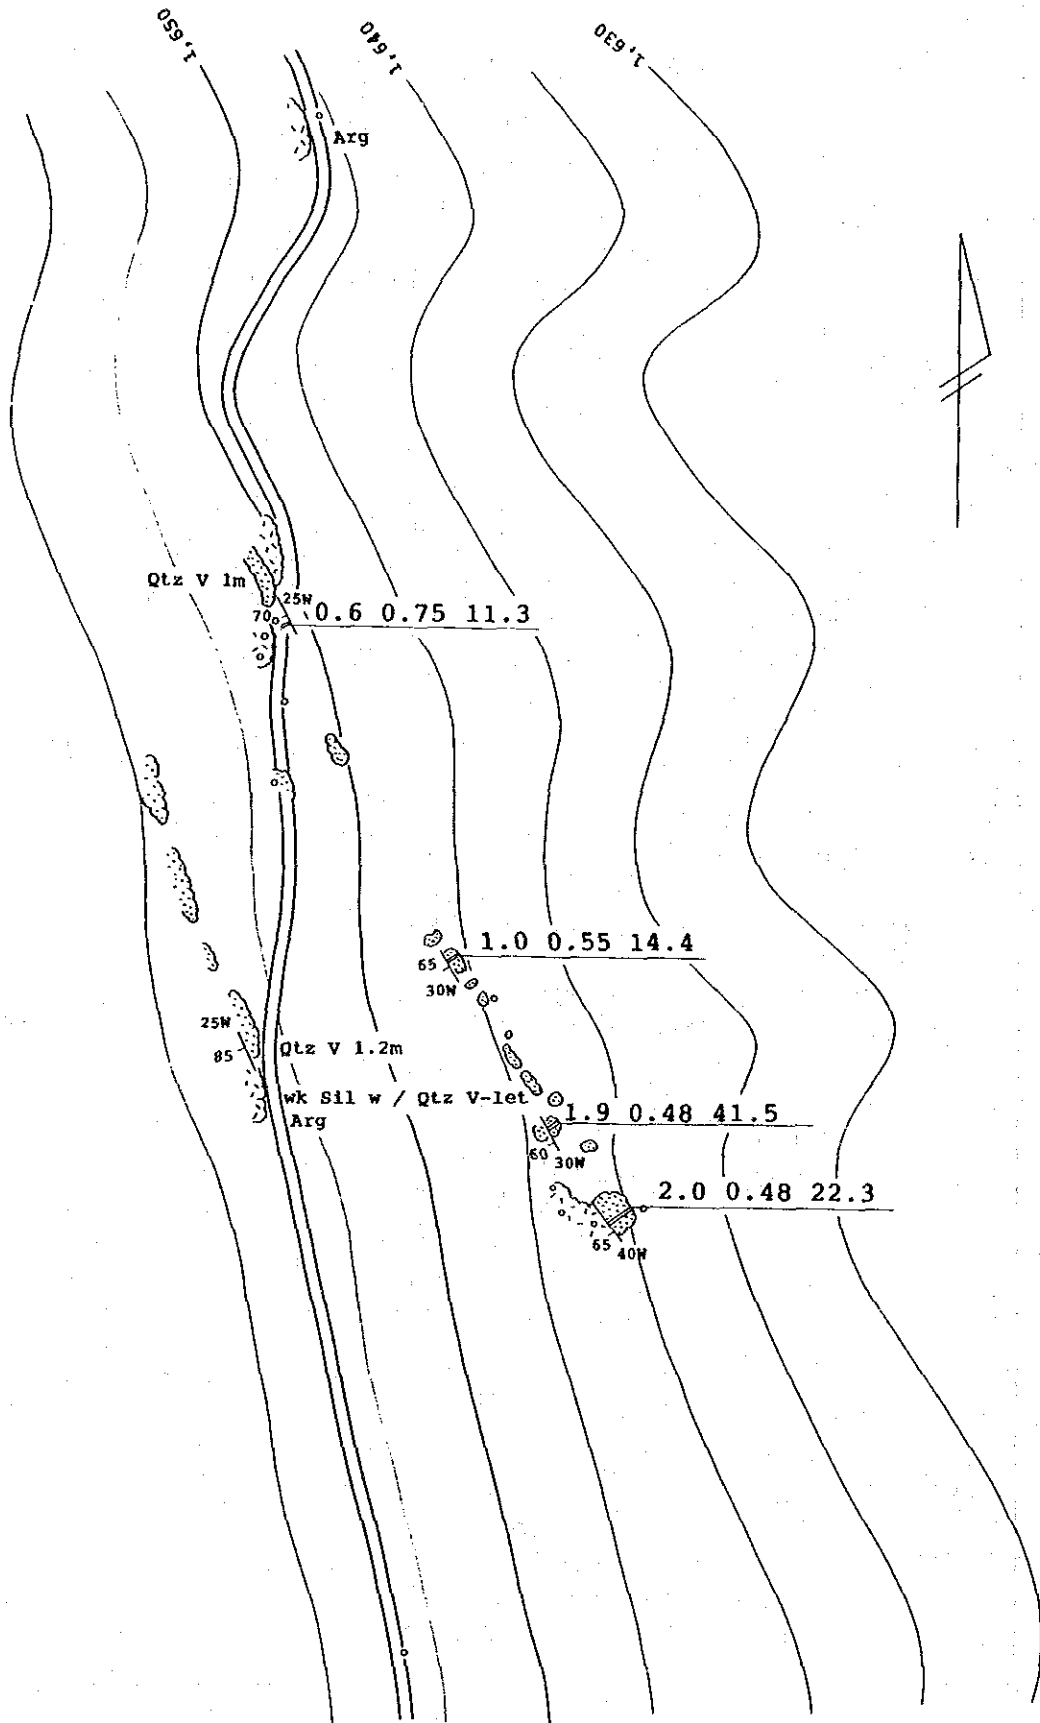 1,650
1,640
1,630
Arg
Qtz V 1m
25W
70
0.6 0.75 11.3
1.0 0.55 14.4
65
30W
25W
85
Qtz V 1.2m
wk Sil w / Qtz V-let
Arg
1.9 0.48 41.5
60
30W
2.0 0.48 22.3
65
40W